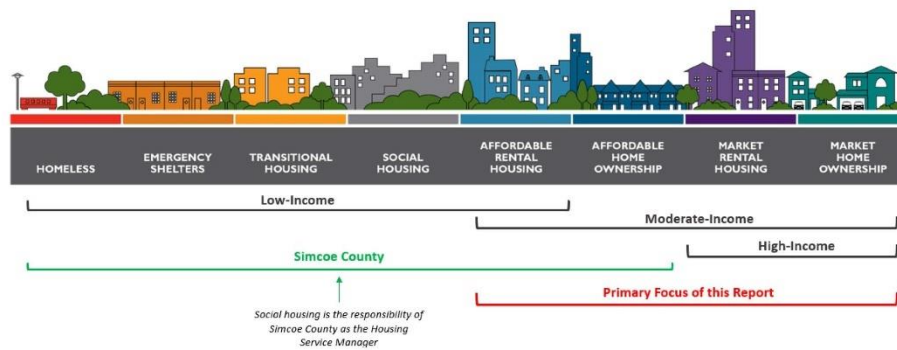 HOMELESS
EMERGENCY
SHELTERS
TRANSITIONAL
HOUSING
SOCIAL
HOUSING
AFFORDABLE
RENTAL
HOUSING
AFFORDABLE
HOME
OWNERSHIP
MARKET
RENTAL
HOUSING
MARKET
HOME
OWNERSHIP
Low-Income
Moderate-Income
High-Income
Simcoe County
Primary Focus of this Report
Social housing is the responsibility of
Simcoe County as the Housing
Service Manager